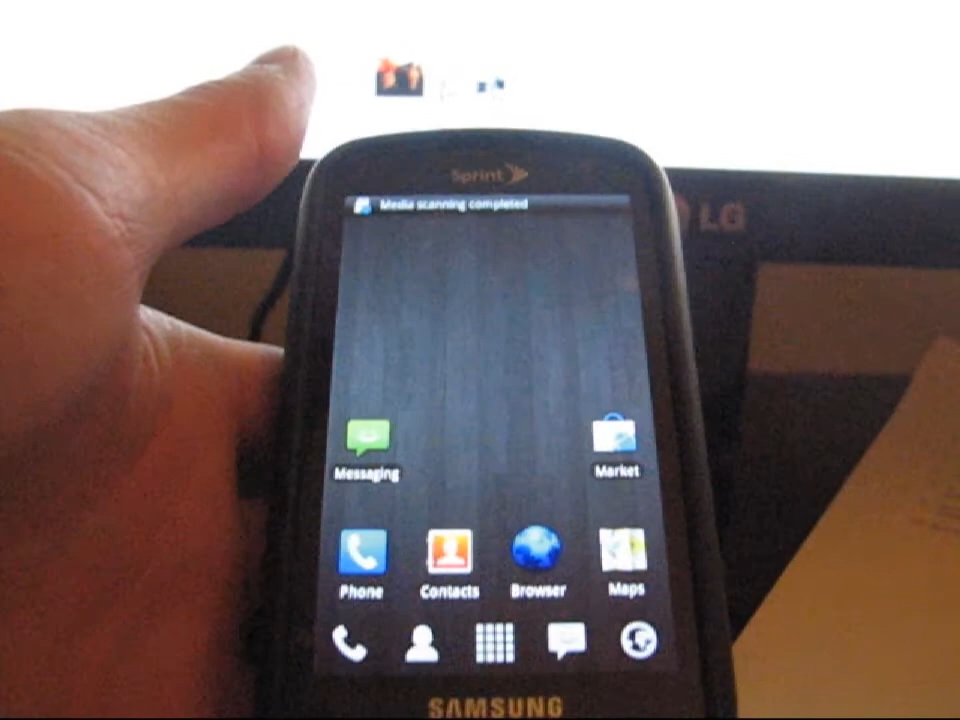 Sprint
Media scanning completed
LG
Messaging
Market
Phone
Contacts
Browser
Maps
SAMSUNG